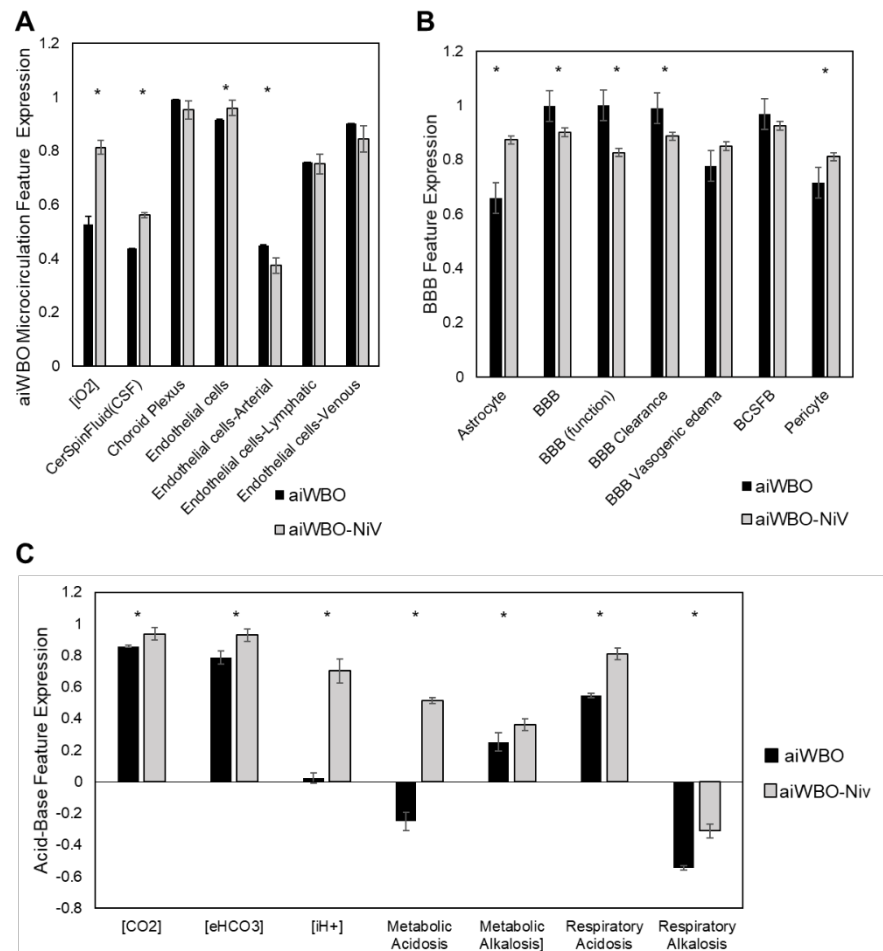 A
aiWBO Microcirculation Feature Expression
1.2
1
0.8
0.6
0.4
0.2
0
*
*
*
*
[iO2]
CerSpinFluid(CSF)
Choroid Plexus
Endothelial cells
Endothelial cells-Arterial
Endothelial cells-Lymphatic
Endothelial cells-Venous
aiWBO
aiWBO-NiV
B
BBB Feature Expression
1.2
1
0.8
0.6
0.4
0.2
0
*
*
*
*
*
Astrocyte
BBB
BBB (function)
BBB Clearance
BBB Vasogenic edema
BCSFB
Pericyte
aiWBO
aiWBO-NiV
C
Acid-Base Feature Expression
1.2
1
0.8
0.6
0.4
0.2
0
-0.2
-0.4
-0.6
-0.8
*
*
*
*
*
*
*
[CO2]
[eHCO3]
[iH+]
Metabolic
Acidosis
Metabolic
Alkalosis]
Respiratory
Acidosis
Respiratory
Alkalosis
aiWBO
aiWBO-Niv